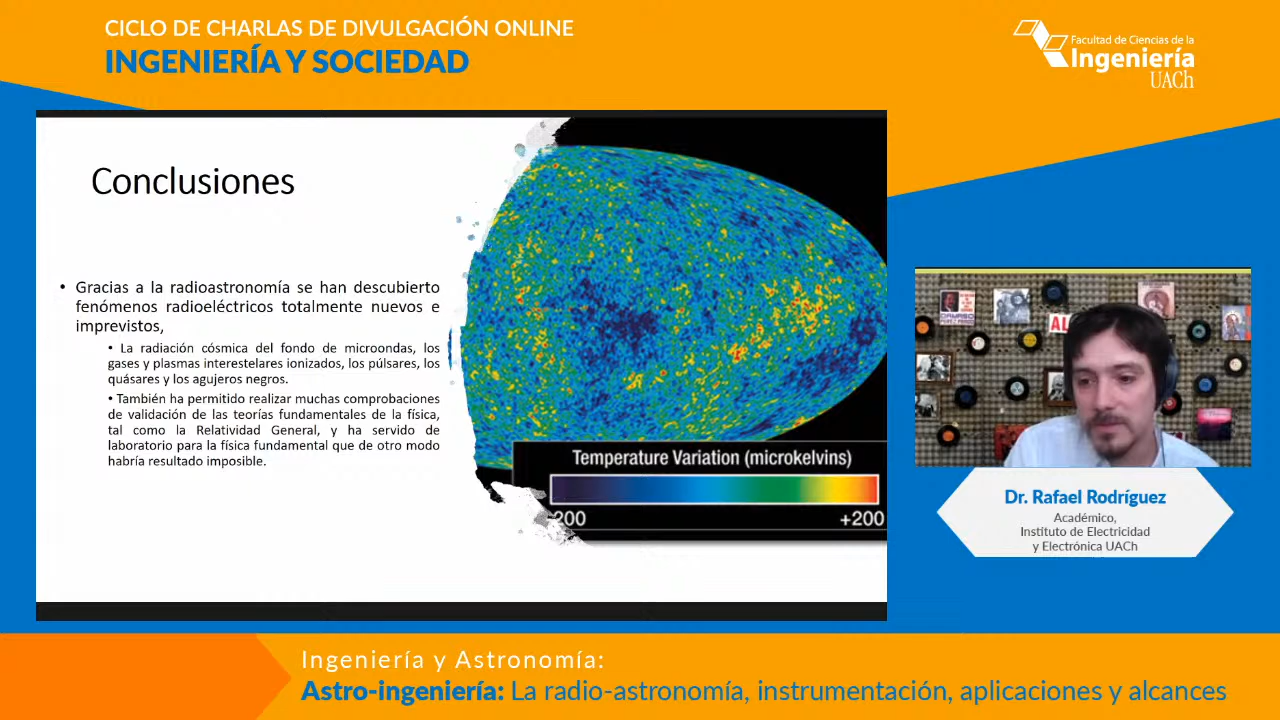 CICLO DE CHARLAS DE DIVULGACIÓN ONLINE
INGENIERÍA Y SOCIEDAD
Facultad de Ciencias de la
Ingeniería
UACh
Conclusiones
• Gracias a la radioastronomía se han descubierto
fenómenos radioeléctricos totalmente nuevos e
imprevistos,
• La radiación cósmica del fondo de microondas, los
gases y plasmas interestelares ionizados, los púlsares, los
quásares y los agujeros negros.
• También ha permitido realizar muchas comprobaciones
de validación de las teorías fundamentales de la física,
tal como la Relatividad General, y ha servido de
laboratorio para la física fundamental que de otro modo
habría resultado imposible.
Temperature Variation (microkelvins)
200
+200
AL
Dr. Rafael Rodríguez
Académico,
Instituto de Electricidad
y Electrónica UACh
Ingeniería y Astronomía:
Astro-ingeniería: La radio-astronomía, instrumentación, aplicaciones y alcances